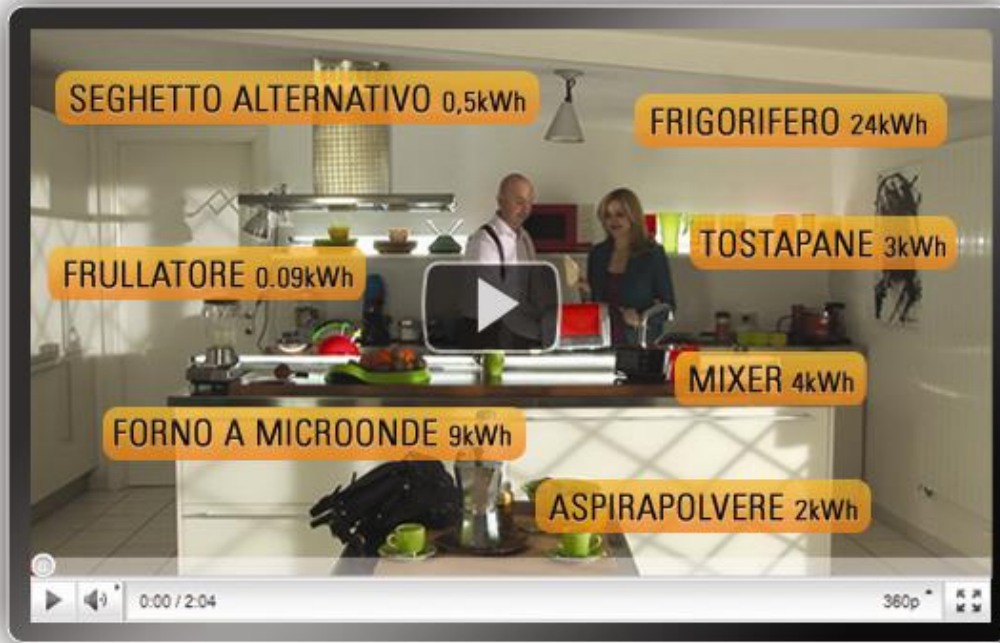 SEGHETTO ALTERNATIVO 0,5kWh
FRIGORIFERO 24kWh
TOSTAPANE 3kWh
FRULLATORE 0.09kWh
MIXER 4kWh
FORNO A MICROONDE 9kWh
ASPIRAPOLVERE 2kWh
0:00 / 2:04
360p